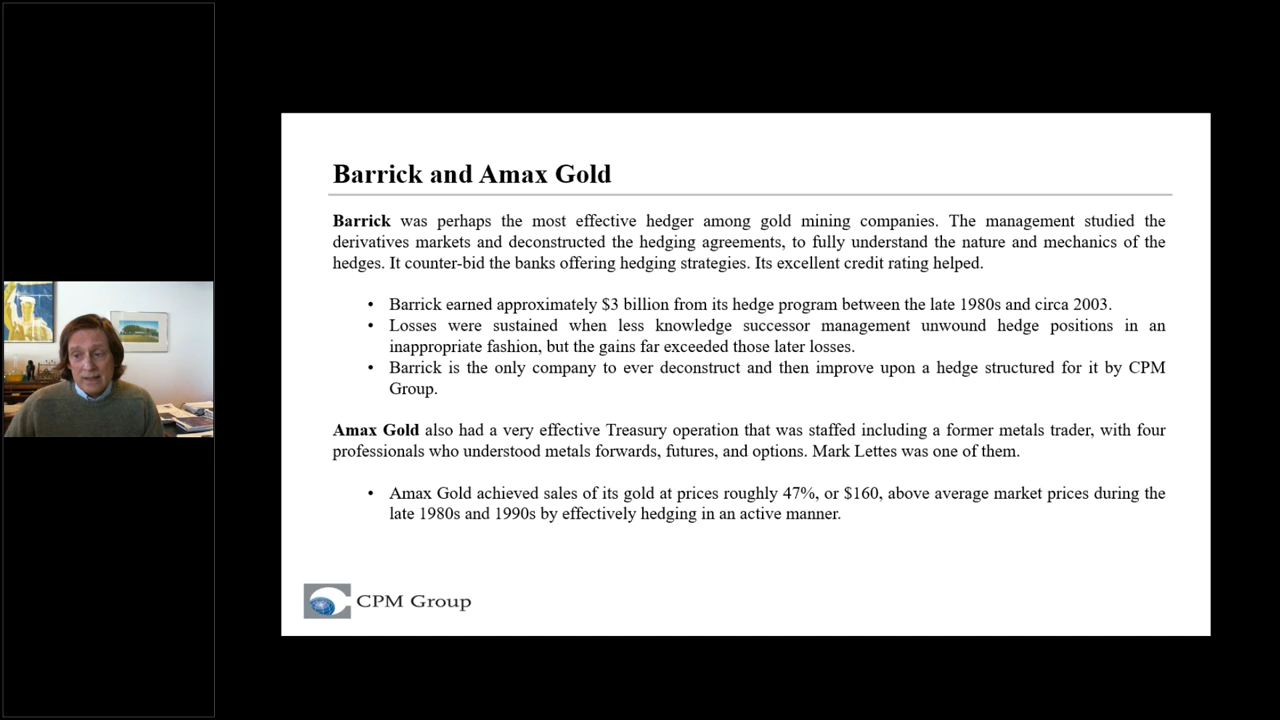 Barrick and Amax Gold
Barrick was perhaps the most effective hedger among gold mining companies. The management studied the
derivatives markets and deconstructed the hedging agreements, to fully understand the nature and mechanics of the
hedges. It counter-bid the banks offering hedging strategies. Its excellent credit rating helped.
• Barrick earned approximately $3 billion from its hedge program between the late 1980s and circa 2003.
• Losses were sustained when less knowledge successor management unwound hedge positions in an
inappropriate fashion, but the gains far exceeded those later losses.
• Barrick is the only company to ever deconstruct and then improve upon a hedge structured for it by CPM
Group.
Amax Gold also had a very effective Treasury operation that was staffed including a former metals trader, with four
professionals who understood metals forwards, futures, and options. Mark Lettes was one of them.
• Amax Gold achieved sales of its gold at prices roughly 47%, or $160, above average market prices during the
late 1980s and 1990s by effectively hedging in an active manner.
CPM Group